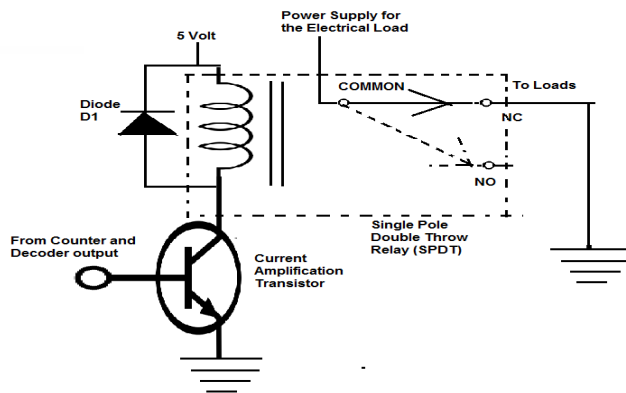 Power Supply for
the Electrical Load
5 Volt
COMMON
To Loads
Diode
D1
NC
NO
Single Pole
Double Throw
Relay (SPDT)
From Counter and
Decoder output
Current
Amplification
Transistor